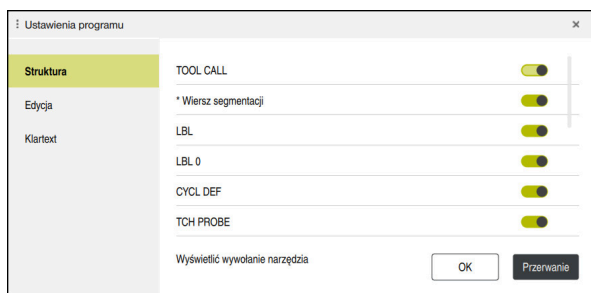 Ustawienia programu
Struktura
Edycja
Klartext
TOOL CALL
* Wiersz segmentacji
LBL
LBL 0
CYCL DEF
TCH PROBE
Wyświetlić wywołanie narzędzia
OK
Przerwanie